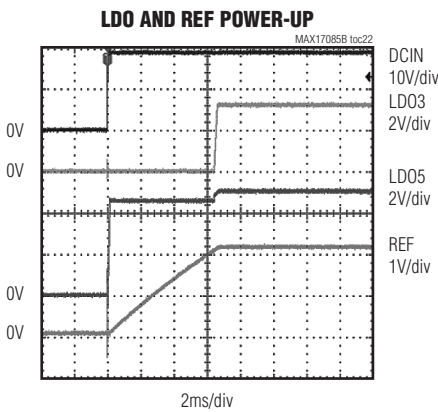 LDO AND REF POWER-UP
MAX17085B toc22
DCIN
10V/div
LDO3
2V/div
LDO5
2V/div
REF
1V/div
0V
0V
0V
0V
2ms/div